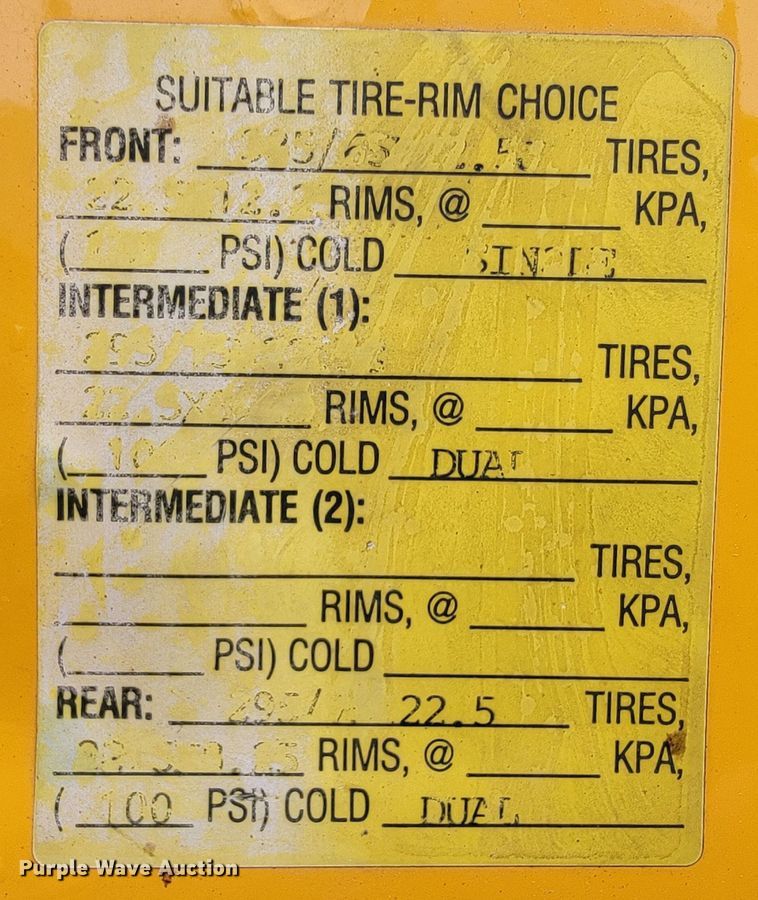 SUITABLE TIRE-RIM CHOICE
FRONT: TIRES,
RIMS, @ KPA,
( PSI) COLD SINGLE
INTERMEDIATE (1):
TIRES,
RIMS, @ KPA,
( PSI) COLD DUAL
INTERMEDIATE (2):
TIRES,
RIMS, @ KPA,
( PSI) COLD
REAR: 22.5 TIRES,
RIMS, @ KPA,
( 100 PSI) COLD DUAL
Purple Wave Auction